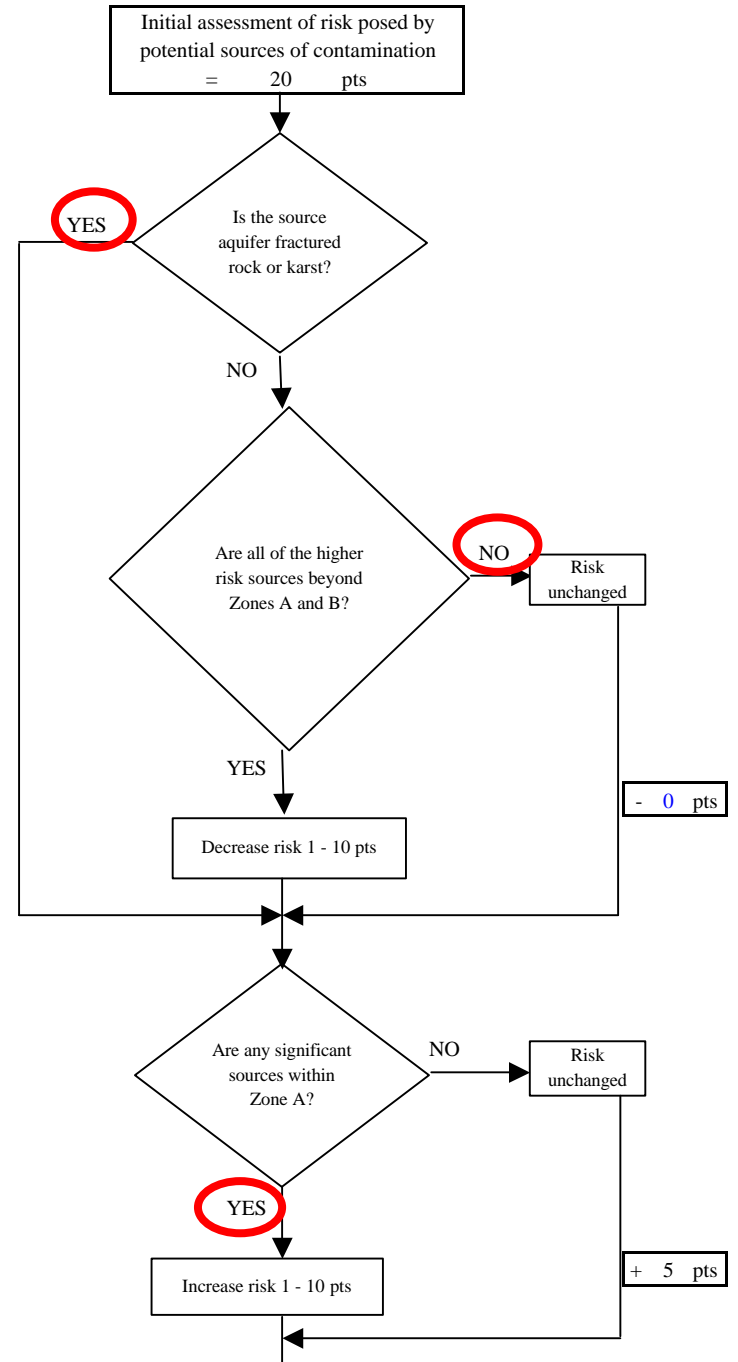 Initial assessment of risk posed by
potential sources of contamination
= 20 pts
YES
Is the source
aquifer fractured
rock or karst?
NO
Are all of the higher
risk sources beyond
Zones A and B?
NO
Risk
unchanged
YES
- 0 pts
Decrease risk 1 - 10 pts
Are any significant
sources within
Zone A?
NO
Risk
unchanged
YES
+ 5 pts
Increase risk 1 - 10 pts